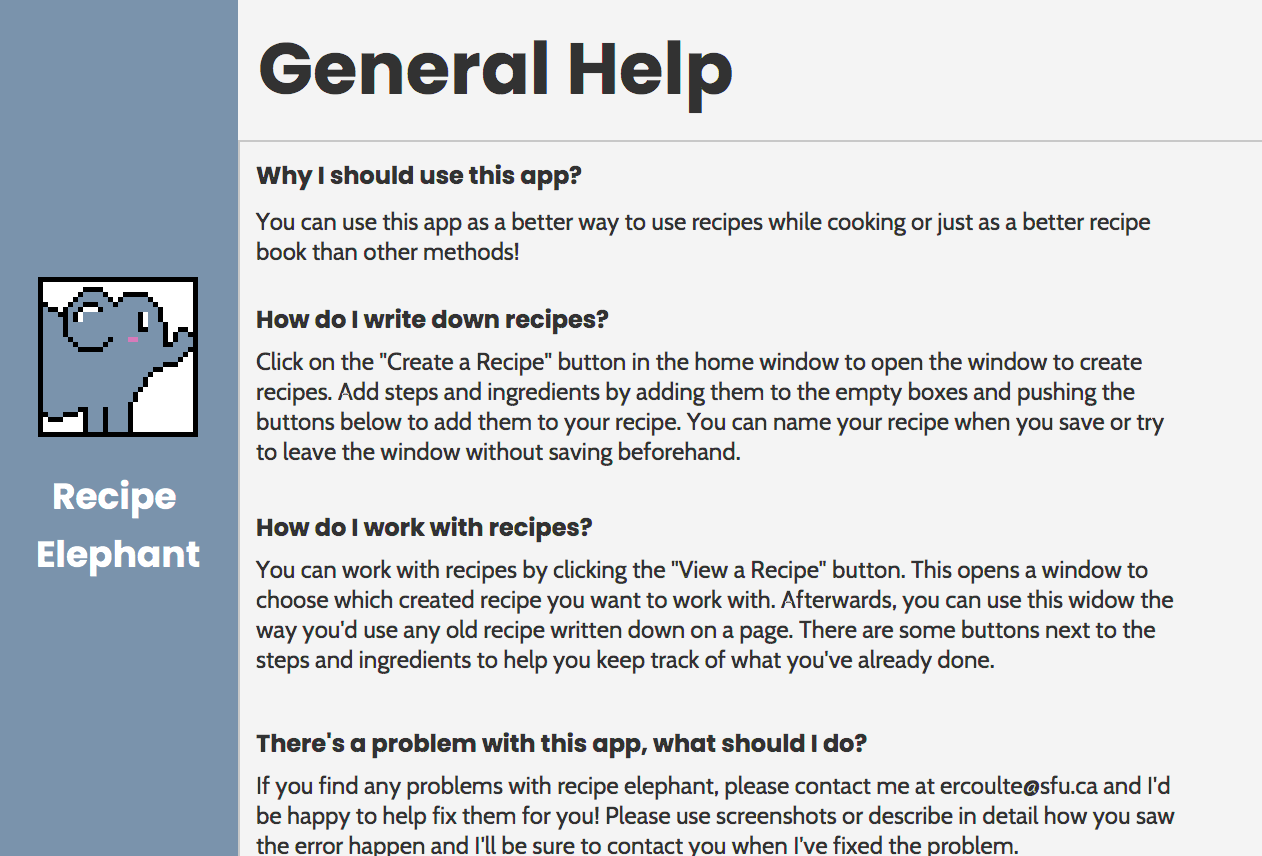 General Help
Why I should use this app?
You can use this app as a better way to use recipes while cooking or just as a better recipe
book than other methods!
How do I write down recipes?
Click on the "Create a Recipe" button in the home window to open the window to create
recipes. Add steps and ingredients by adding them to the empty boxes and pushing the
buttons below to add them to your recipe. You can name your recipe when you save or try
to leave the window without saving beforehand.
How do I work with recipes?
You can work with recipes by clicking the "View a Recipe" button. This opens a window to
choose which created recipe you want to work with. Afterwards, you can use this widow the
way you'd use any old recipe written down on a page. There are some buttons next to the
steps and ingredients to help you keep track of what you've already done.
There's a problem with this app, what should I do?
If you find any problems with recipe elephant, please contact me at ercoulte@sfu.ca and I'd
be happy to help fix them for you! Please use screenshots or describe in detail how you saw
the error happen and I'll be sure to contact you when I've fixed the problem.
Recipe
Elephant